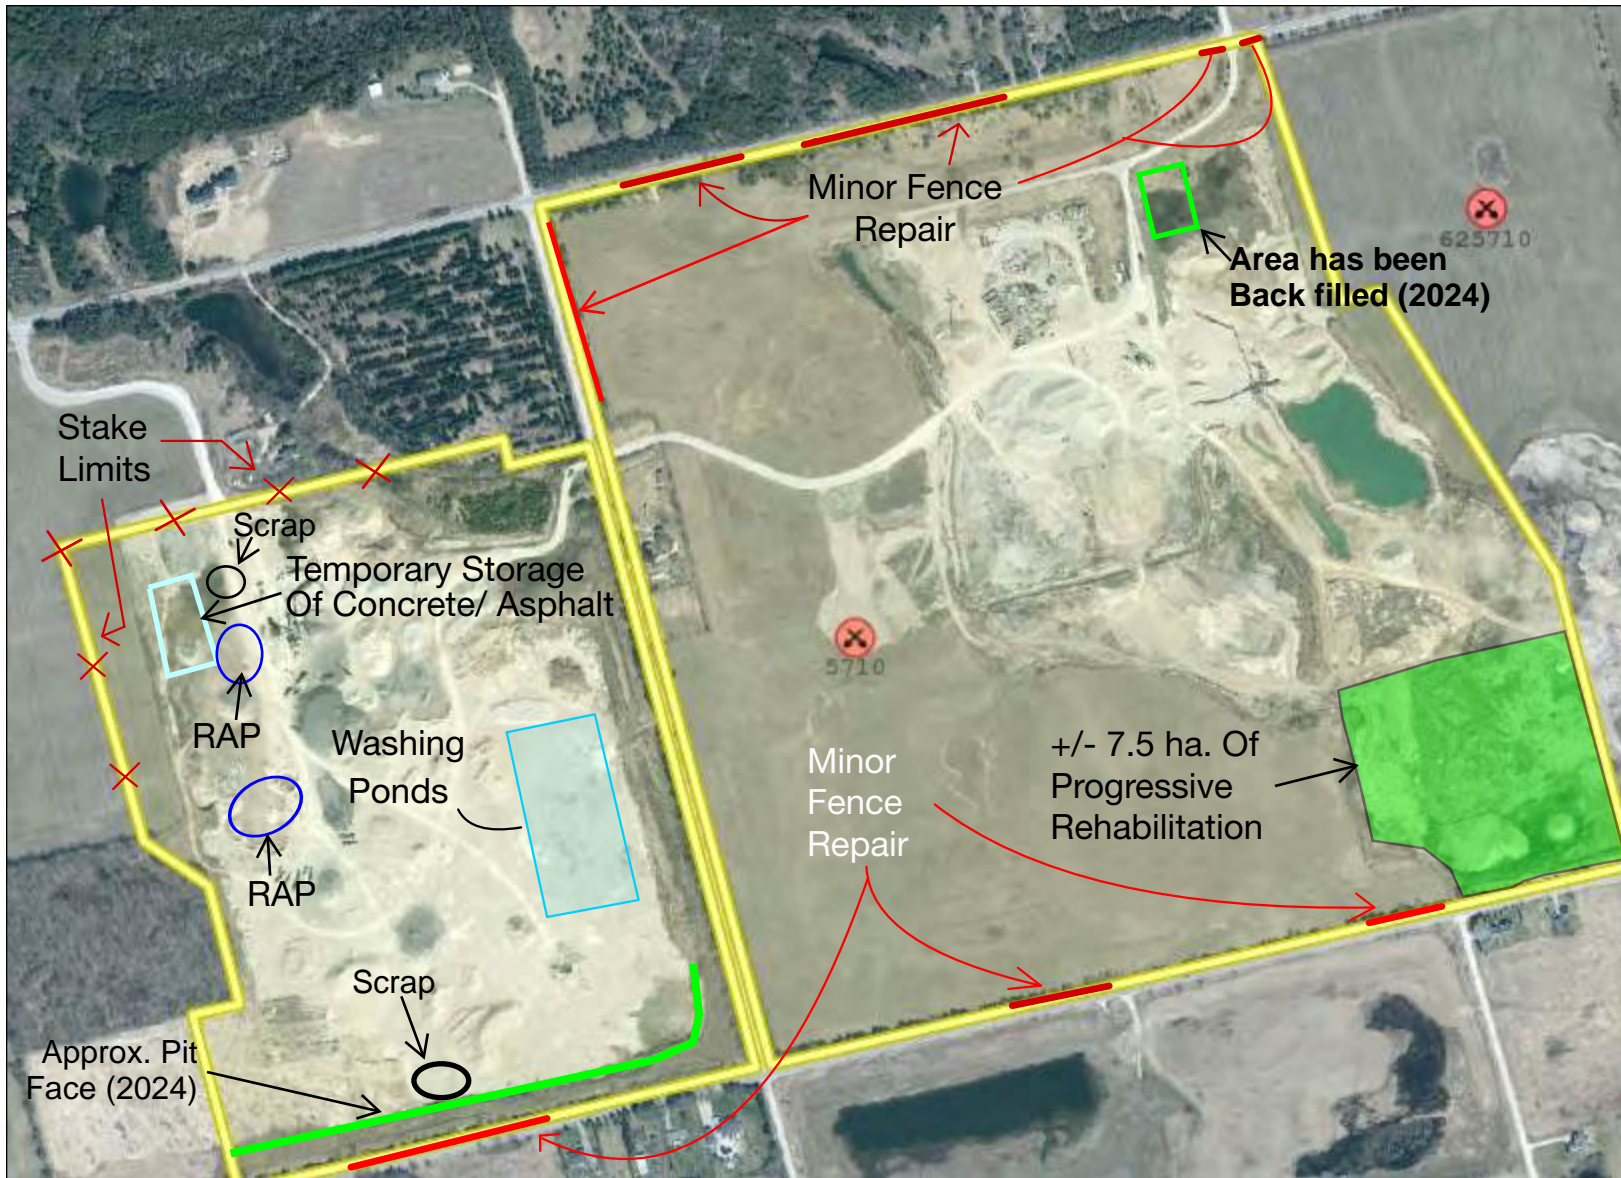 Minor Fence
Repair
625710
Area has been
Back filled (2024)
Stake
Limits
Scrap
Temporary Storage
Of Concrete/ Asphalt
5710
RAP
Washing
Ponds
Minor
Fence
Repair
+/- 7.5 ha. Of
Progressive
Rehabilitation
RAP
Scrap
Approx. Pit
Face (2024)